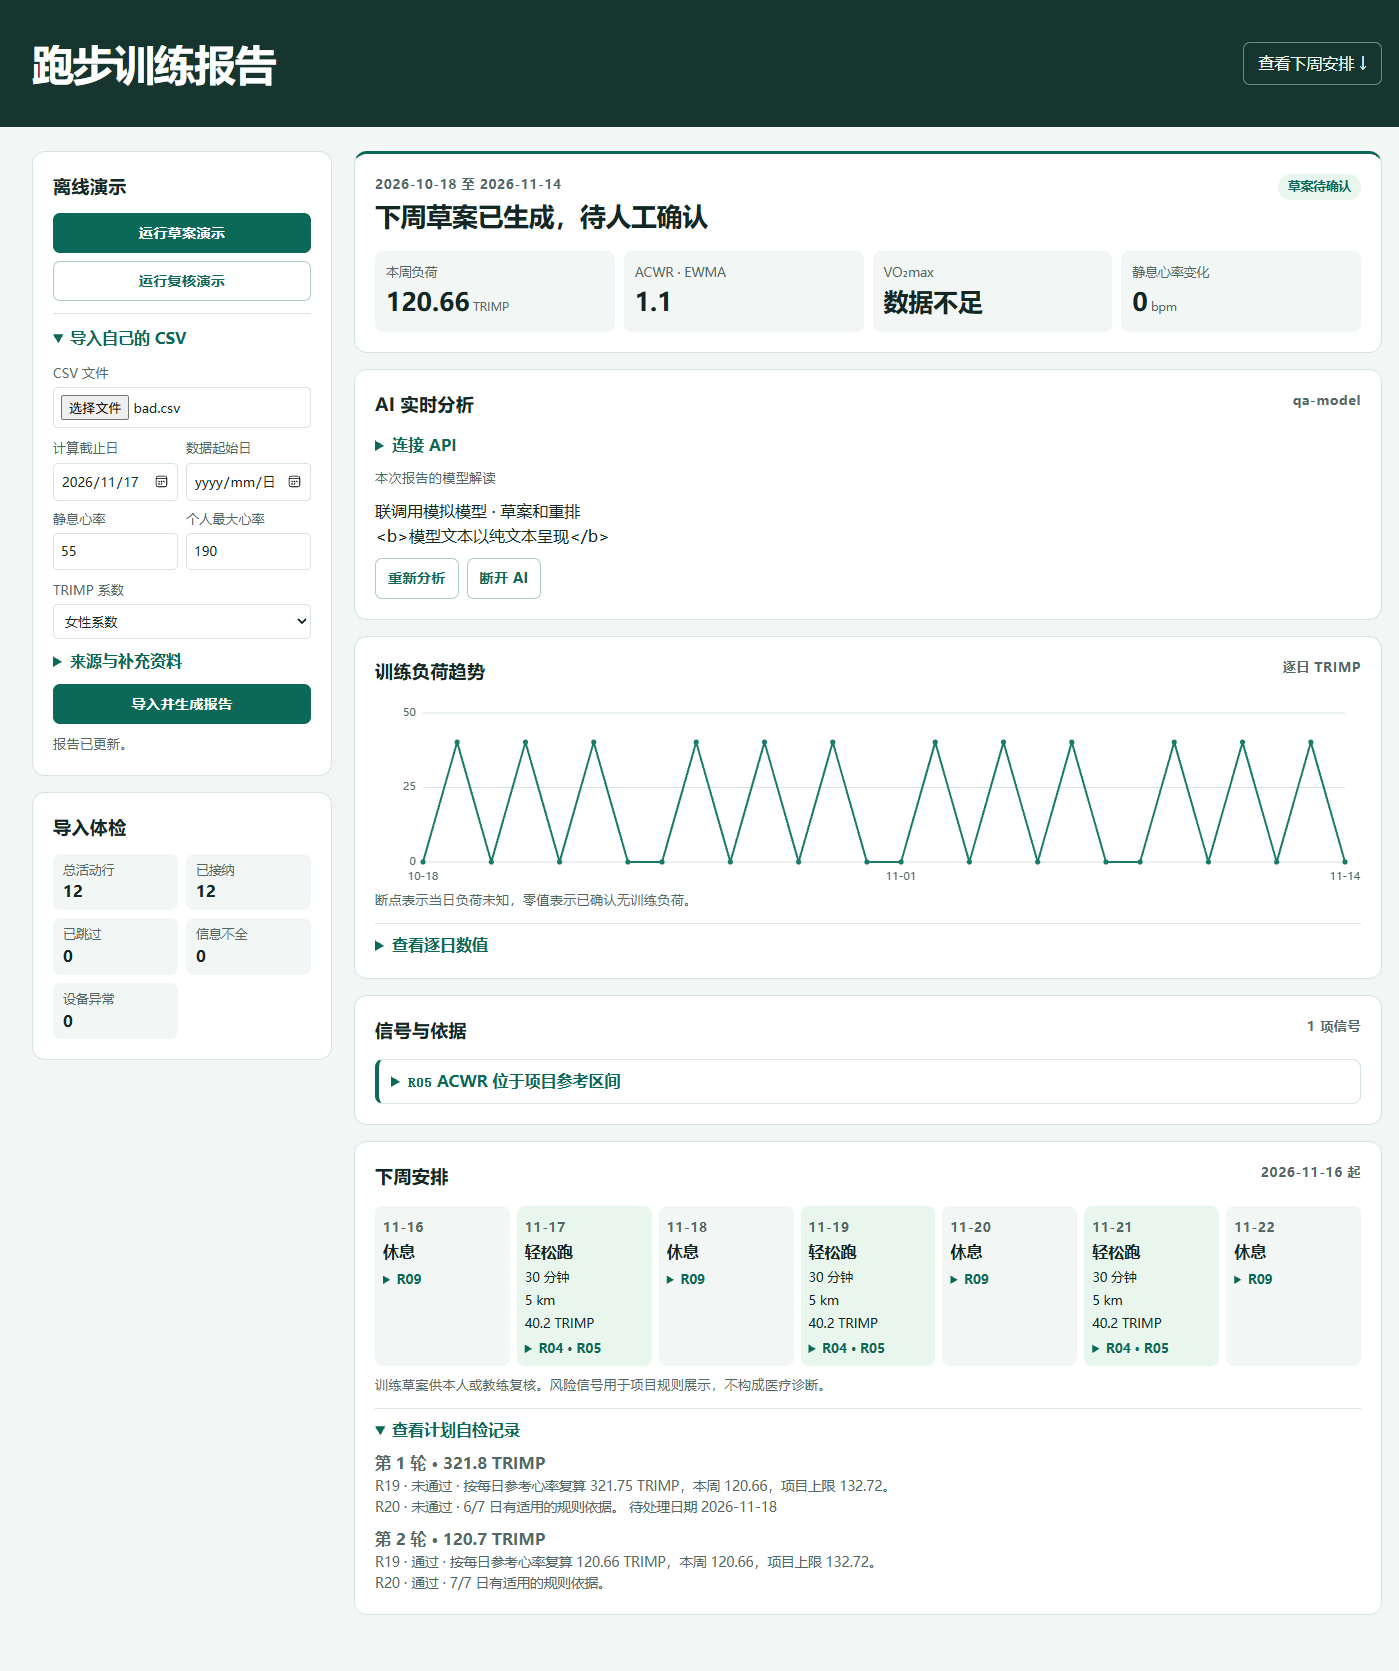 跑步训练报告
查看下周安排↓
离线演示
运行草案演示
运行复核演示
▼ 导入自己的 CSV
CSV 文件
选择文件 bad.csv
计算截止日 数据起始日
2026/11/17 yyyy/mm/日
静息心率 个人最大心率
55 190
TRIMP 系数
女性系数
▶ 来源与补充资料
导入并生成报告
报告已更新。
导入体检
总活动行 已接纳
12 12
已跳过 信息不全
0 0
设备异常
0
2026-10-18 至 2026-11-14
草案待确认
下周草案已生成，待人工确认
本周负荷
120.66 TRIMP
ACWR · EWMA
1.1
VO₂max
数据不足
静息心率变化
0 bpm
AI 实时分析
qa-model
▶ 连接 API
本次报告的模型解读
联调用模拟模型 · 草案和重排
<b>模型文本以纯文本呈现</b>
重新分析 断开 AI
训练负荷趋势
逐日 TRIMP
50
25
0
10-18 11-01 11-14
断点表示当日负荷未知，零值表示已确认无训练负荷。
▶ 查看逐日数值
信号与依据
1 项信号
▶ R05 ACWR 位于项目参考区间
下周安排
2026-11-16 起
11-16
休息
▶ R09
11-17
轻松跑
30 分钟
5 km
40.2 TRIMP
▶ R04 • R05
11-18
休息
▶ R09
11-19
轻松跑
30 分钟
5 km
40.2 TRIMP
▶ R04 • R05
11-20
休息
▶ R09
11-21
轻松跑
30 分钟
5 km
40.2 TRIMP
▶ R04 • R05
11-22
休息
▶ R09
训练草案供本人或教练复核。风险信号用于项目规则展示，不构成医疗诊断。
▼ 查看计划自检记录
第 1 轮 • 321.8 TRIMP
R19 · 未通过 · 按每日参考心率复算 321.75 TRIMP，本周 120.66，项目上限 132.72。
R20 · 未通过 · 6/7 日有适用的规则依据。 待处理日期 2026-11-18
第 2 轮 • 120.7 TRIMP
R19 · 通过 · 按每日参考心率复算 120.66 TRIMP，本周 120.66，项目上限 132.72。
R20 · 通过 · 7/7 日有适用的规则依据。